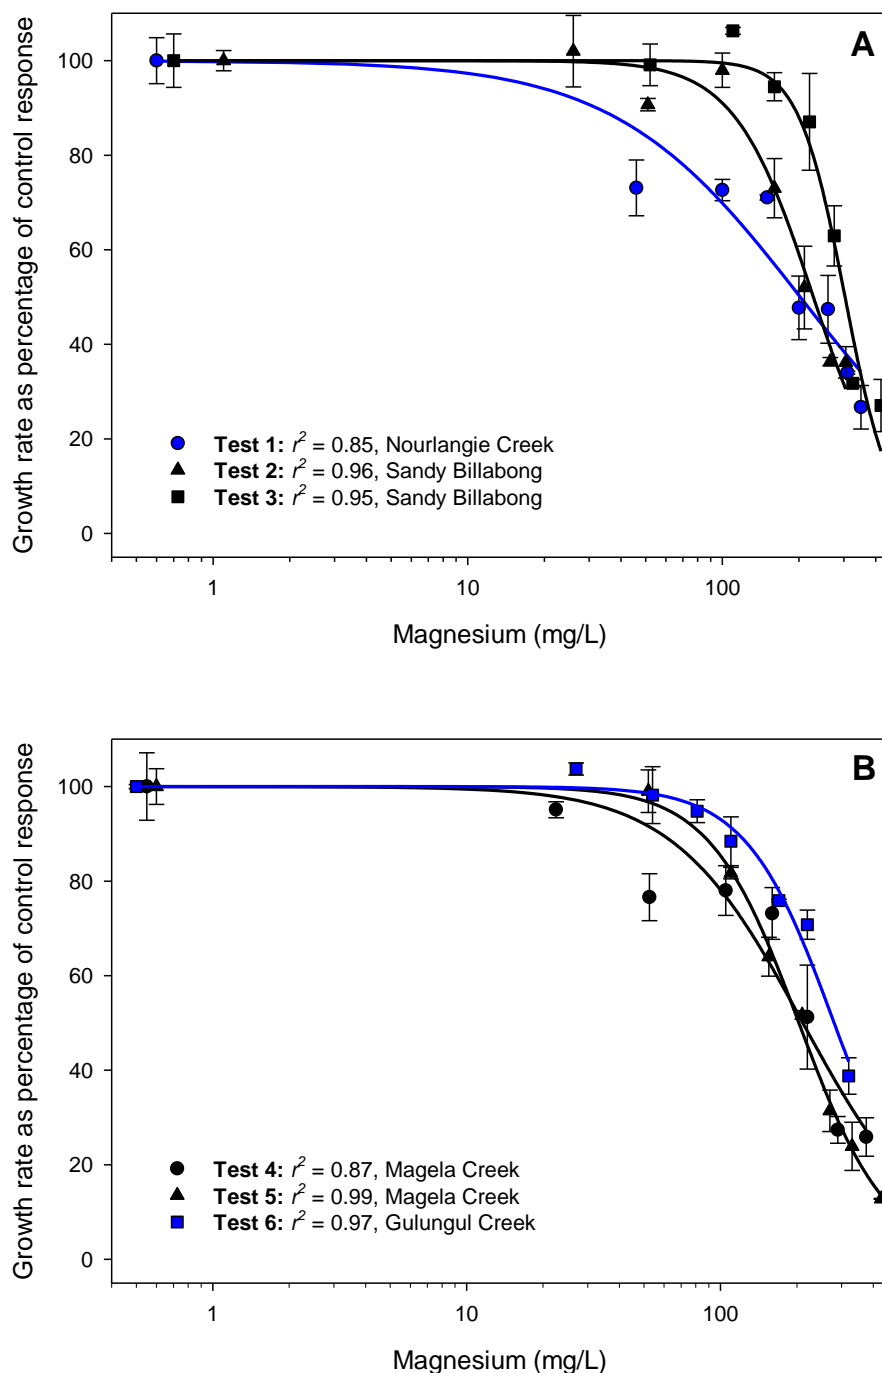 A
Growth rate as percentage of control response
100
80
60
40
20
0
Test 1: r² = 0.85, Nourlangie Creek
Test 2: r² = 0.96, Sandy Billabong
Test 3: r² = 0.95, Sandy Billabong
1 10 100
Magnesium (mg/L)
B
Growth rate as percentage of control response
100
80
60
40
20
0
Test 4: r² = 0.87, Magela Creek
Test 5: r² = 0.99, Magela Creek
Test 6: r² = 0.97, Gulungul Creek
1 10 100
Magnesium (mg/L)